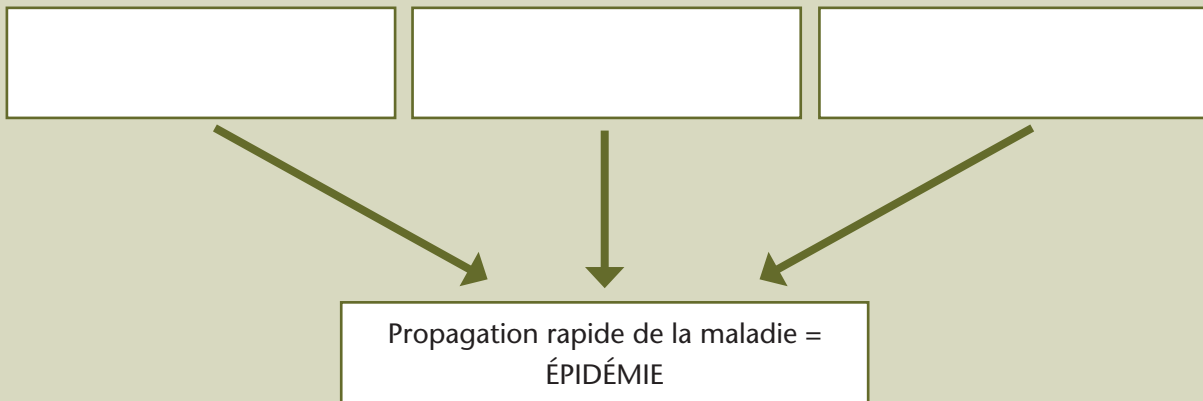 Propagation rapide de la maladie =
ÉPIDÉMIE